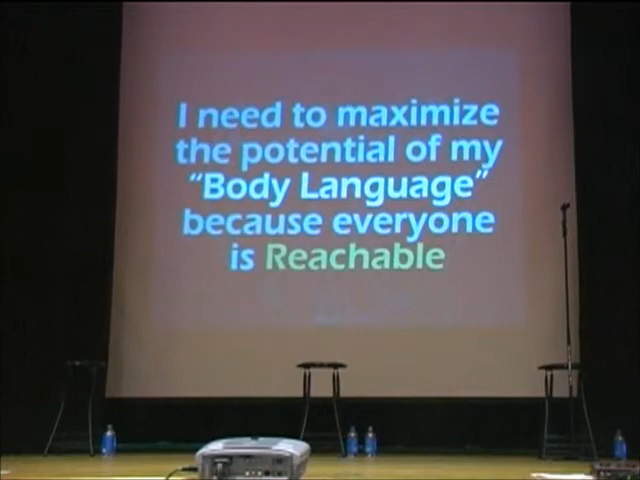 I need to maximize
the potential of my
“Body Language”
because everyone
is Reachable